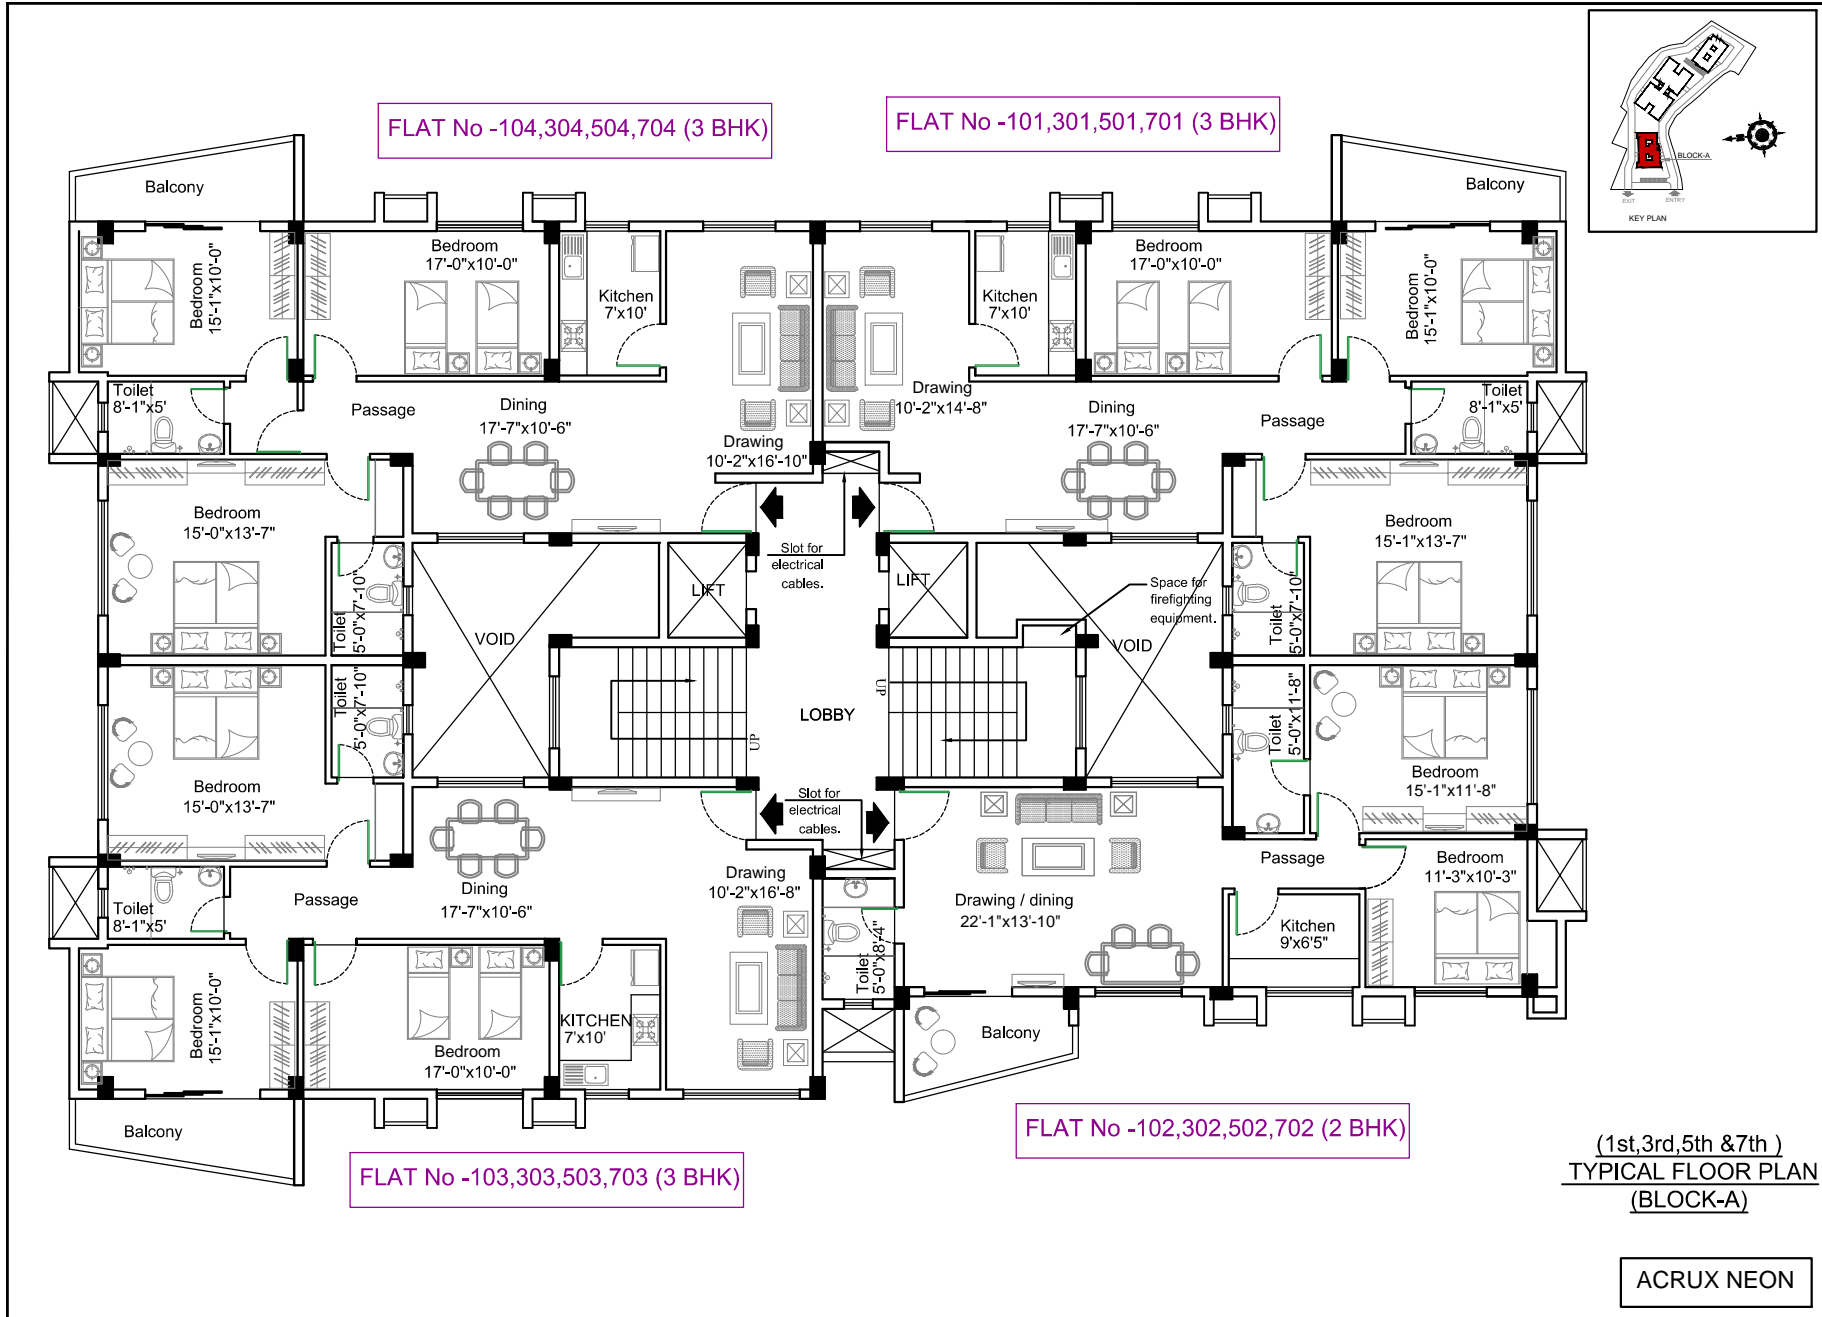 FLAT No -104,304,504,704 (3 BHK)
FLAT No -101,301,501,701 (3 BHK)
BLOCK-A
EXIT
ENTRY
KEY PLAN
Balcony
Bedroom
15'-1"x10'-0"
Bedroom
17'-0"x10'-0"
Kitchen
7'x10'
Toilet
8'-1"x5'
Passage
Dining
17'-7"x10'-6"
Drawing
10'-2"x16'-10"
Bedroom
15'-0"x13'-7"
Toilet
5'-0"x7'-10"
Balcony
Kitchen
7'x10'
Bedroom
17'-0"x10'-0"
Bedroom
15'-1"x10'-0"
Drawing
10'-2"x14'-8"
Dining
17'-7"x10'-6"
Passage
Toilet
8'-1"x5'
Bedroom
15'-1"x13'-7"
Toilet
5'-0"x7'-10"
Slot for
electrical
cables.
LIFT
LIFT
Space for
firefighting
equipment.
VOID
VOID
UP
LOBBY
UP
Slot for
electrical
cables.
Toilet
5'-0"x7'-10"
Bedroom
15'-0"x13'-7"
Toilet
8'-1"x5'
Passage
Dining
17'-7"x10'-6"
Drawing
10'-2"x16'-8"
Bedroom
15'-1"x10'-0"
Bedroom
17'-0"x10'-0"
KITCHEN
7'x10'
Balcony
Toilet
5'-0"x11'-8"
Bedroom
15'-1"x11'-8"
Passage
Bedroom
11'-3"x10'-3"
Drawing / dining
22'-1"x13'-10"
Kitchen
9'x6'5"
Toilet
5'-0"x8'-4"
Balcony
FLAT No -103,303,503,703 (3 BHK)
FLAT No -102,302,502,702 (2 BHK)
(1st,3rd,5th &7th )
TYPICAL FLOOR PLAN
(BLOCK-A)
ACRUX NEON